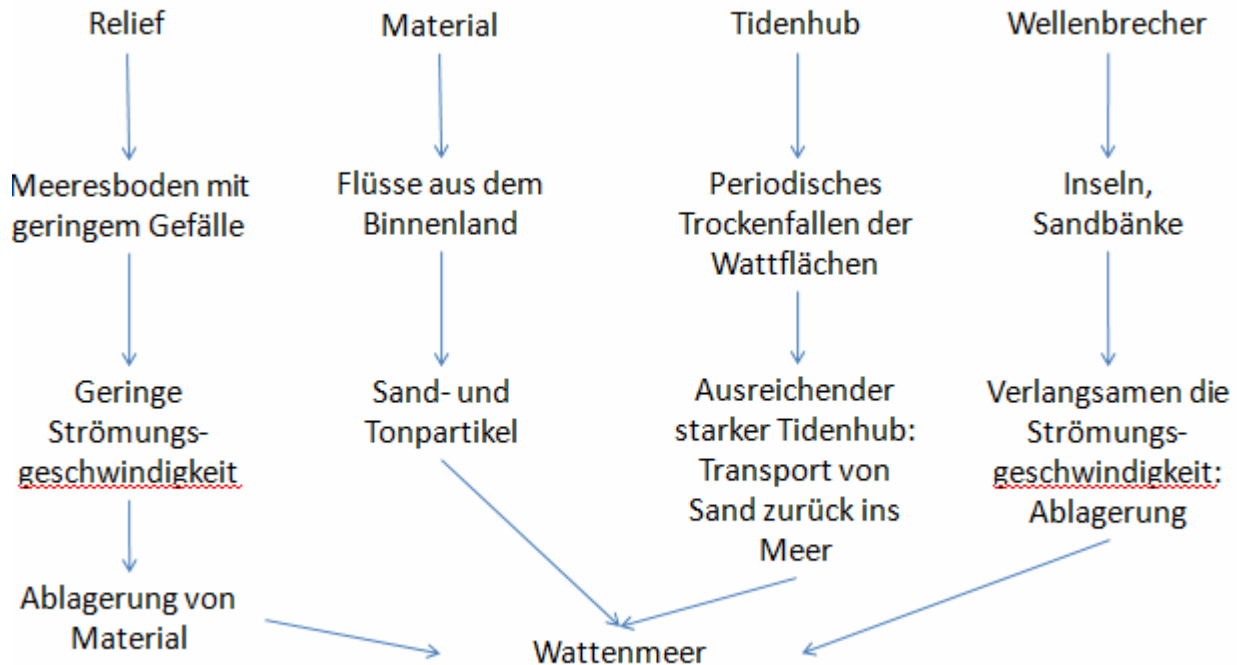 Relief
Material
Tidenhub
Wellenbrecher
Meeresboden mit
geringem Gefälle
Flüsse aus dem
Binnenland
Periodisches
Trockenfallen der
Wattflächen
Inseln,
Sandbänke
Geringe
Strömungs-
geschwindigkeit
Sand- und
Tonpartikel
Ausreichender
starker Tidenhub:
Transport von
Sand zurück ins
Meer
Verlangsamen die
Strömungs-
geschwindigkeit:
Ablagerung
Ablagerung von
Material
Wattenmeer